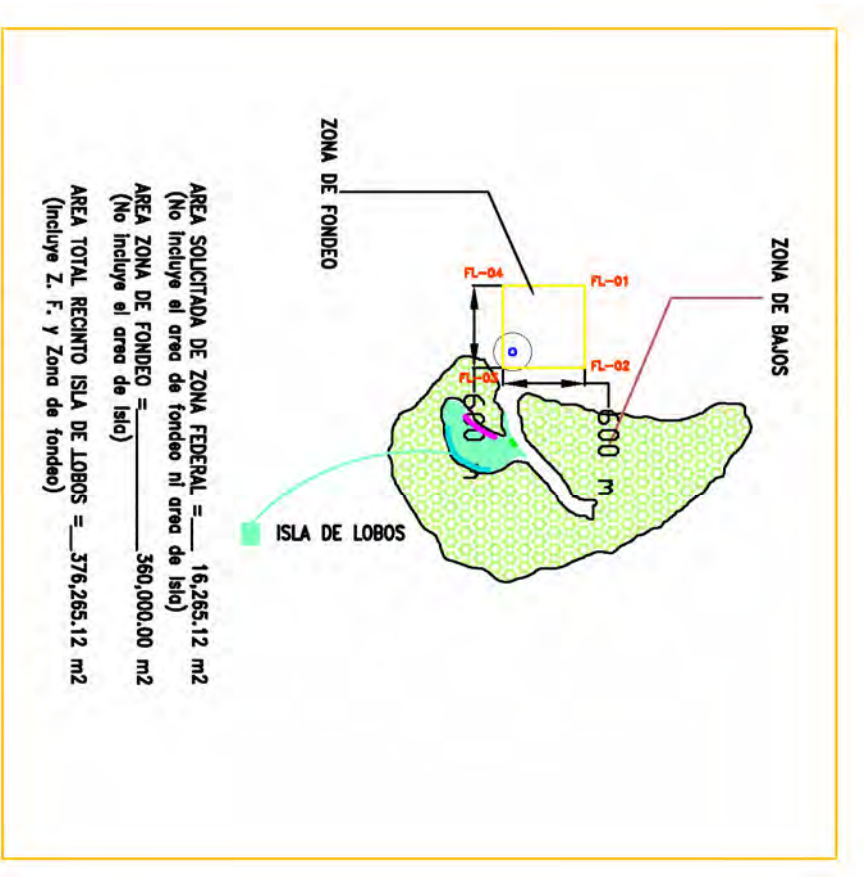 ZONA DE BAJOS
600 m
FL-01
FL-02
FL-03
FL-04
600 m
ZONA DE FONDEO
ISLA DE LOBOS
AREA SOLICITADA DE ZONA FEDERAL =___ 16,265.12 m2
(No incluye el area de fondeo ni area de isla)
AREA ZONA DE FONDEO =___________360,000.00 m2
(No incluye el area de isla)
AREA TOTAL RECINTO ISLA DE LOBOS =__376,265.12 m2
(Incluye Z. F. y Zona de fondeo)